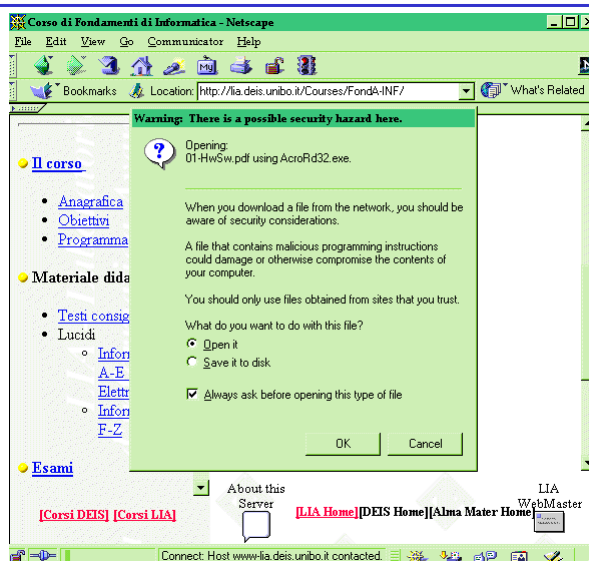 Corso di Fondamenti di Informatica - Netscape
File Edit View Go Communicator Help
My
Bookmarks Location: http://lia.deis.unibo.it/Courses/FondA-INF/ What's Related
Warning: There is a possible security hazard here.
Opening:
01-HwSw.pdf using AcroRd32.exe.
When you download a file from the network, you should be
aware of security considerations.
A file that contains malicious programming instructions
could damage or otherwise compromise the contents of
your computer.
You should only use files obtained from sites that you trust.
What do you want to do with this file?
Open it
Save it to disk
Always ask before opening this type of file
OK Cancel
Il corso
Anagrafica
Obiettivi
Programma
Materiale dida
Testi consig
Lucidi
Infor
A-E
Elettr
Infor
F-Z
Esami
[Corsi DEIS] [Corsi LIA]
About this
Server
[LIA Home][DEIS Home][Alma Mater Home
LIA
WebMaster
Connect: Host www-lia.deis.unibo.it contacted.